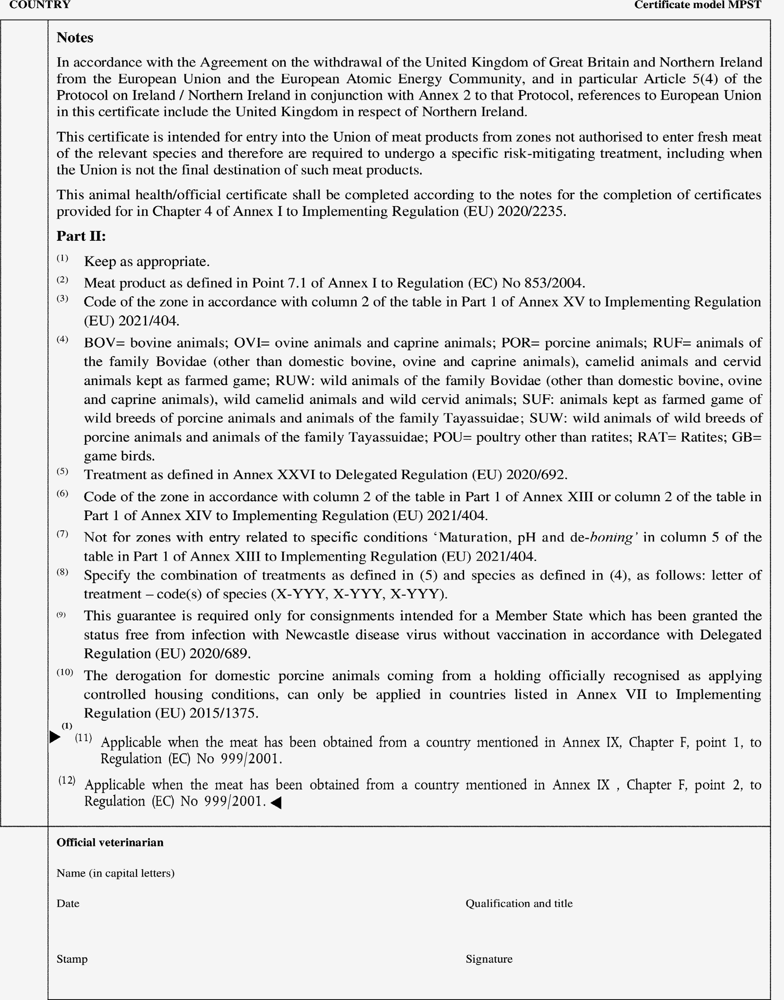 COUNTRY Certificate model MPST
Notes
In accordance with the Agreement on the withdrawal of the United Kingdom of Great Britain and Northern Ireland
from the European Union and the European Atomic Energy Community, and in particular Article 5(4) of the
Protocol on Ireland / Northern Ireland in conjunction with Annex 2 to that Protocol, references to European Union
in this certificate include the United Kingdom in respect of Northern Ireland.
This certificate is intended for entry into the Union of meat products from zones not authorised to enter fresh meat
of the relevant species and therefore are required to undergo a specific risk-mitigating treatment, including when
the Union is not the final destination of such meat products.
This animal health/official certificate shall be completed according to the notes for the completion of certificates
provided for in Chapter 4 of Annex I to Implementing Regulation (EU) 2020/2235.
Part II:
(1) Keep as appropriate.
(2) Meat product as defined in Point 7.1 of Annex I to Regulation (EC) No 853/2004.
(3) Code of the zone in accordance with column 2 of the table in Part 1 of Annex XV to Implementing Regulation
(EU) 2021/404.
(4) BOV= bovine animals; OVI= ovine animals and caprine animals; POR= porcine animals; RUF= animals of
the family Bovidae (other than domestic bovine, ovine and caprine animals), camelid animals and cervid
animals kept as farmed game; RUW: wild animals of the family Bovidae (other than domestic bovine, ovine
and caprine animals), wild camelid animals and wild cervid animals; SUF: animals kept as farmed game of
wild breeds of porcine animals and animals of the family Tayassuidae; SUW: wild animals of wild breeds of
porcine animals and animals of the family Tayassuidae; POU= poultry other than ratites; RAT= Ratites; GB=
game birds.
(5) Treatment as defined in Annex XXVI to Delegated Regulation (EU) 2020/692.
(6) Code of the zone in accordance with column 2 of the table in Part 1 of Annex XIII or column 2 of the table in
Part 1 of Annex XIV to Implementing Regulation (EU) 2021/404.
(7) Not for zones with entry related to specific conditions ‘Maturation, pH and de-boning’ in column 5 of the
table in Part 1 of Annex XIII to Implementing Regulation (EU) 2021/404.
(8) Specify the combination of treatments as defined in (5) and species as defined in (4), as follows: letter of
treatment – code(s) of species (X-YYY, X-YYY, X-YYY).
(9) This guarantee is required only for consignments intended for a Member State which has been granted the
status free from infection with Newcastle disease virus without vaccination in accordance with Delegated
Regulation (EU) 2020/689.
(10) The derogation for domestic porcine animals coming from a holding officially recognised as applying
controlled housing conditions, can only be applied in countries listed in Annex VII to Implementing
Regulation (EU) 2015/1375.
▶ (1) (11) Applicable when the meat has been obtained from a country mentioned in Annex IX, Chapter F, point 1, to
Regulation (EC) No 999/2001.
(12) Applicable when the meat has been obtained from a country mentioned in Annex IX , Chapter F, point 2, to
Regulation (EC) No 999/2001. ◀
Official veterinarian
Name (in capital letters)
Date Qualification and title
Stamp Signature